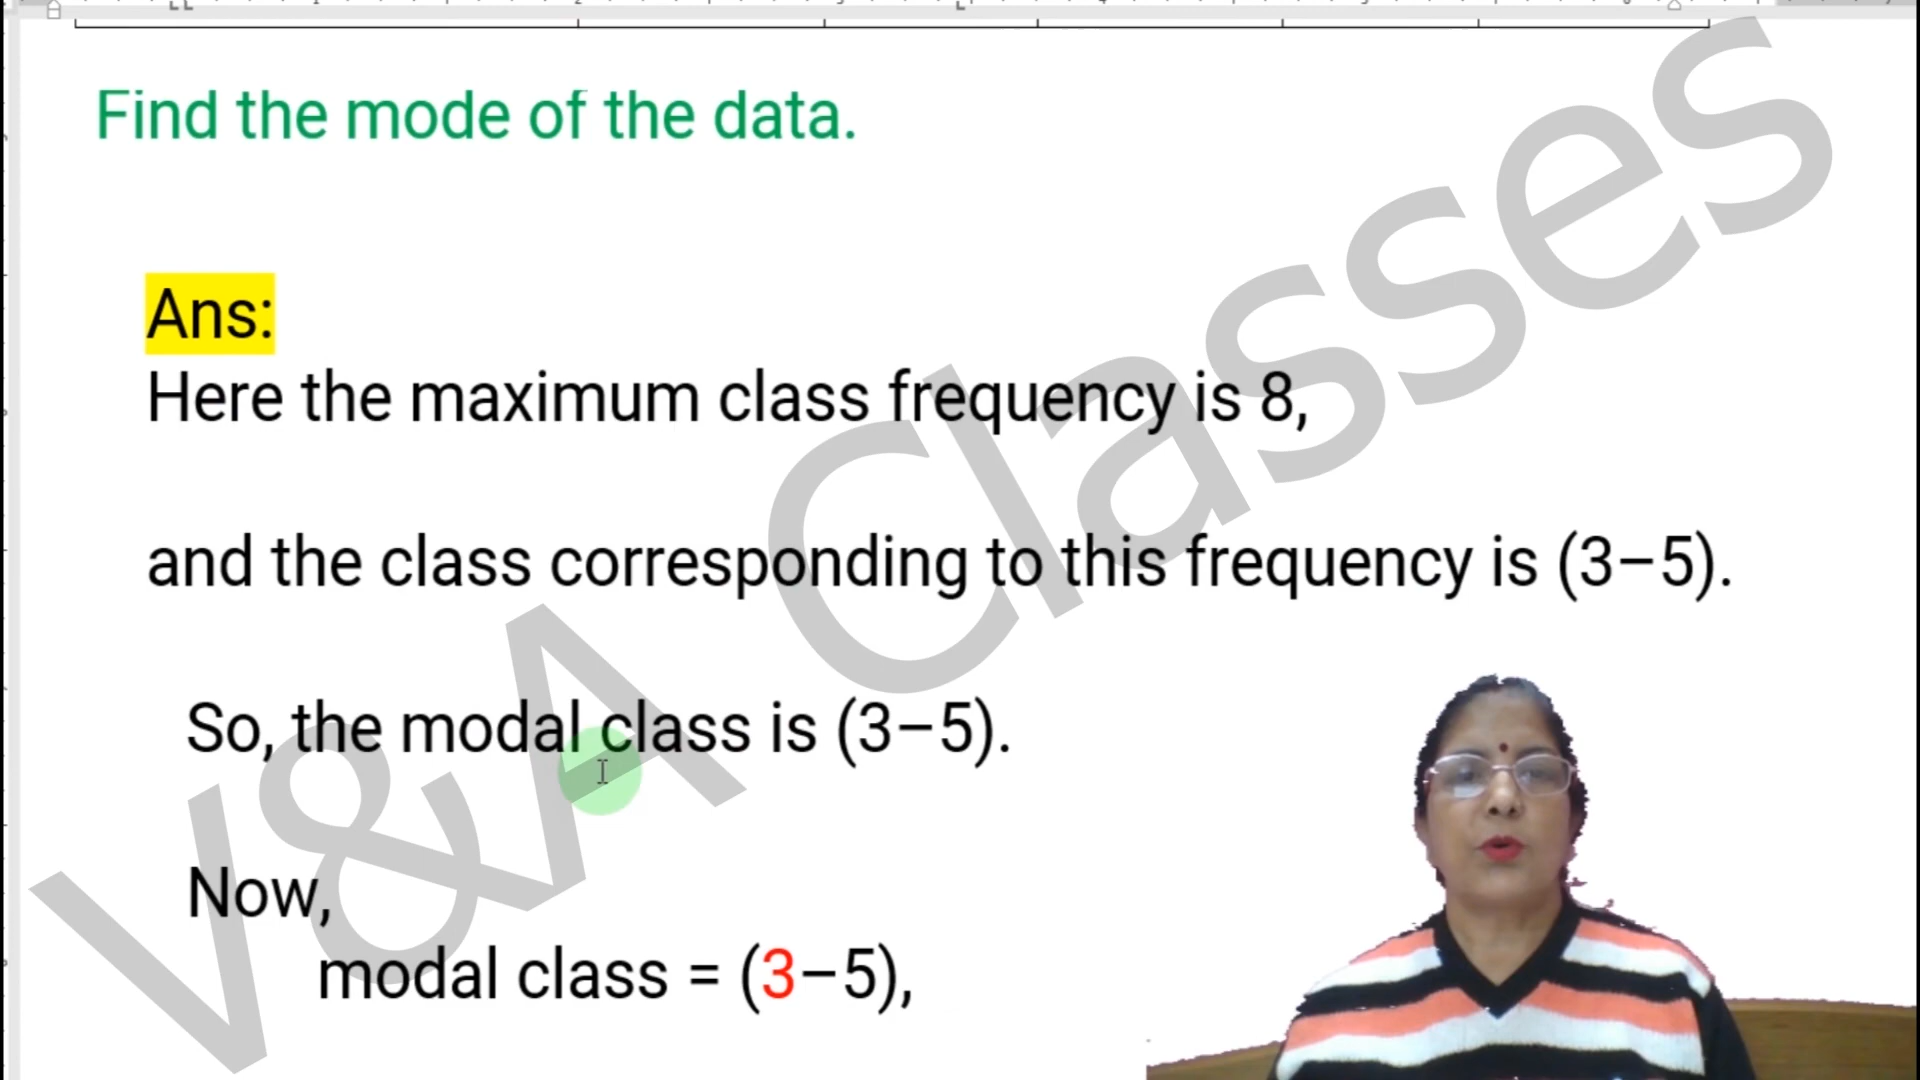 Find the mode of the data.
Ans:
Here the maximum class frequency is 8,
and the class corresponding to this frequency is (3–5).
So, the modal class is (3–5).
Now,
modal class = (3–5),
V&A Classes